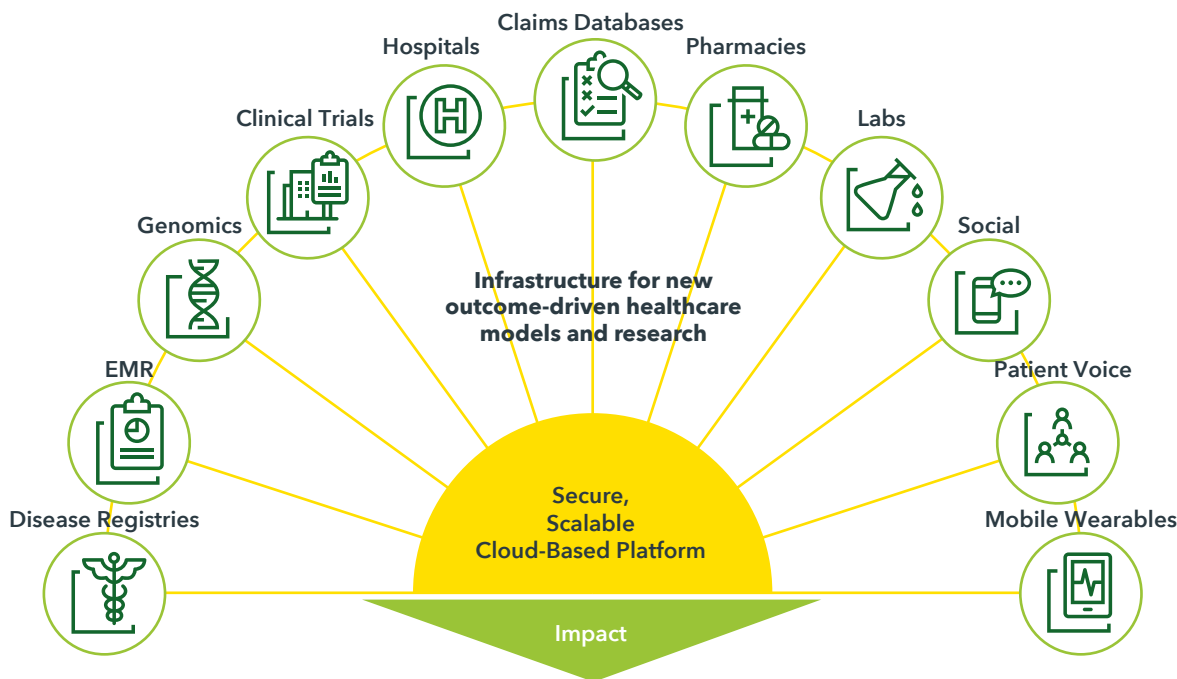 Claims Databases
Hospitals
Pharmacies
Clinical Trials
Labs
Genomics
Social
Infrastructure for new
outcome-driven healthcare
models and research
EMR
Patient Voice
Secure,
Scalable
Cloud-Based Platform
Disease Registries
Mobile Wearables
Impact
H